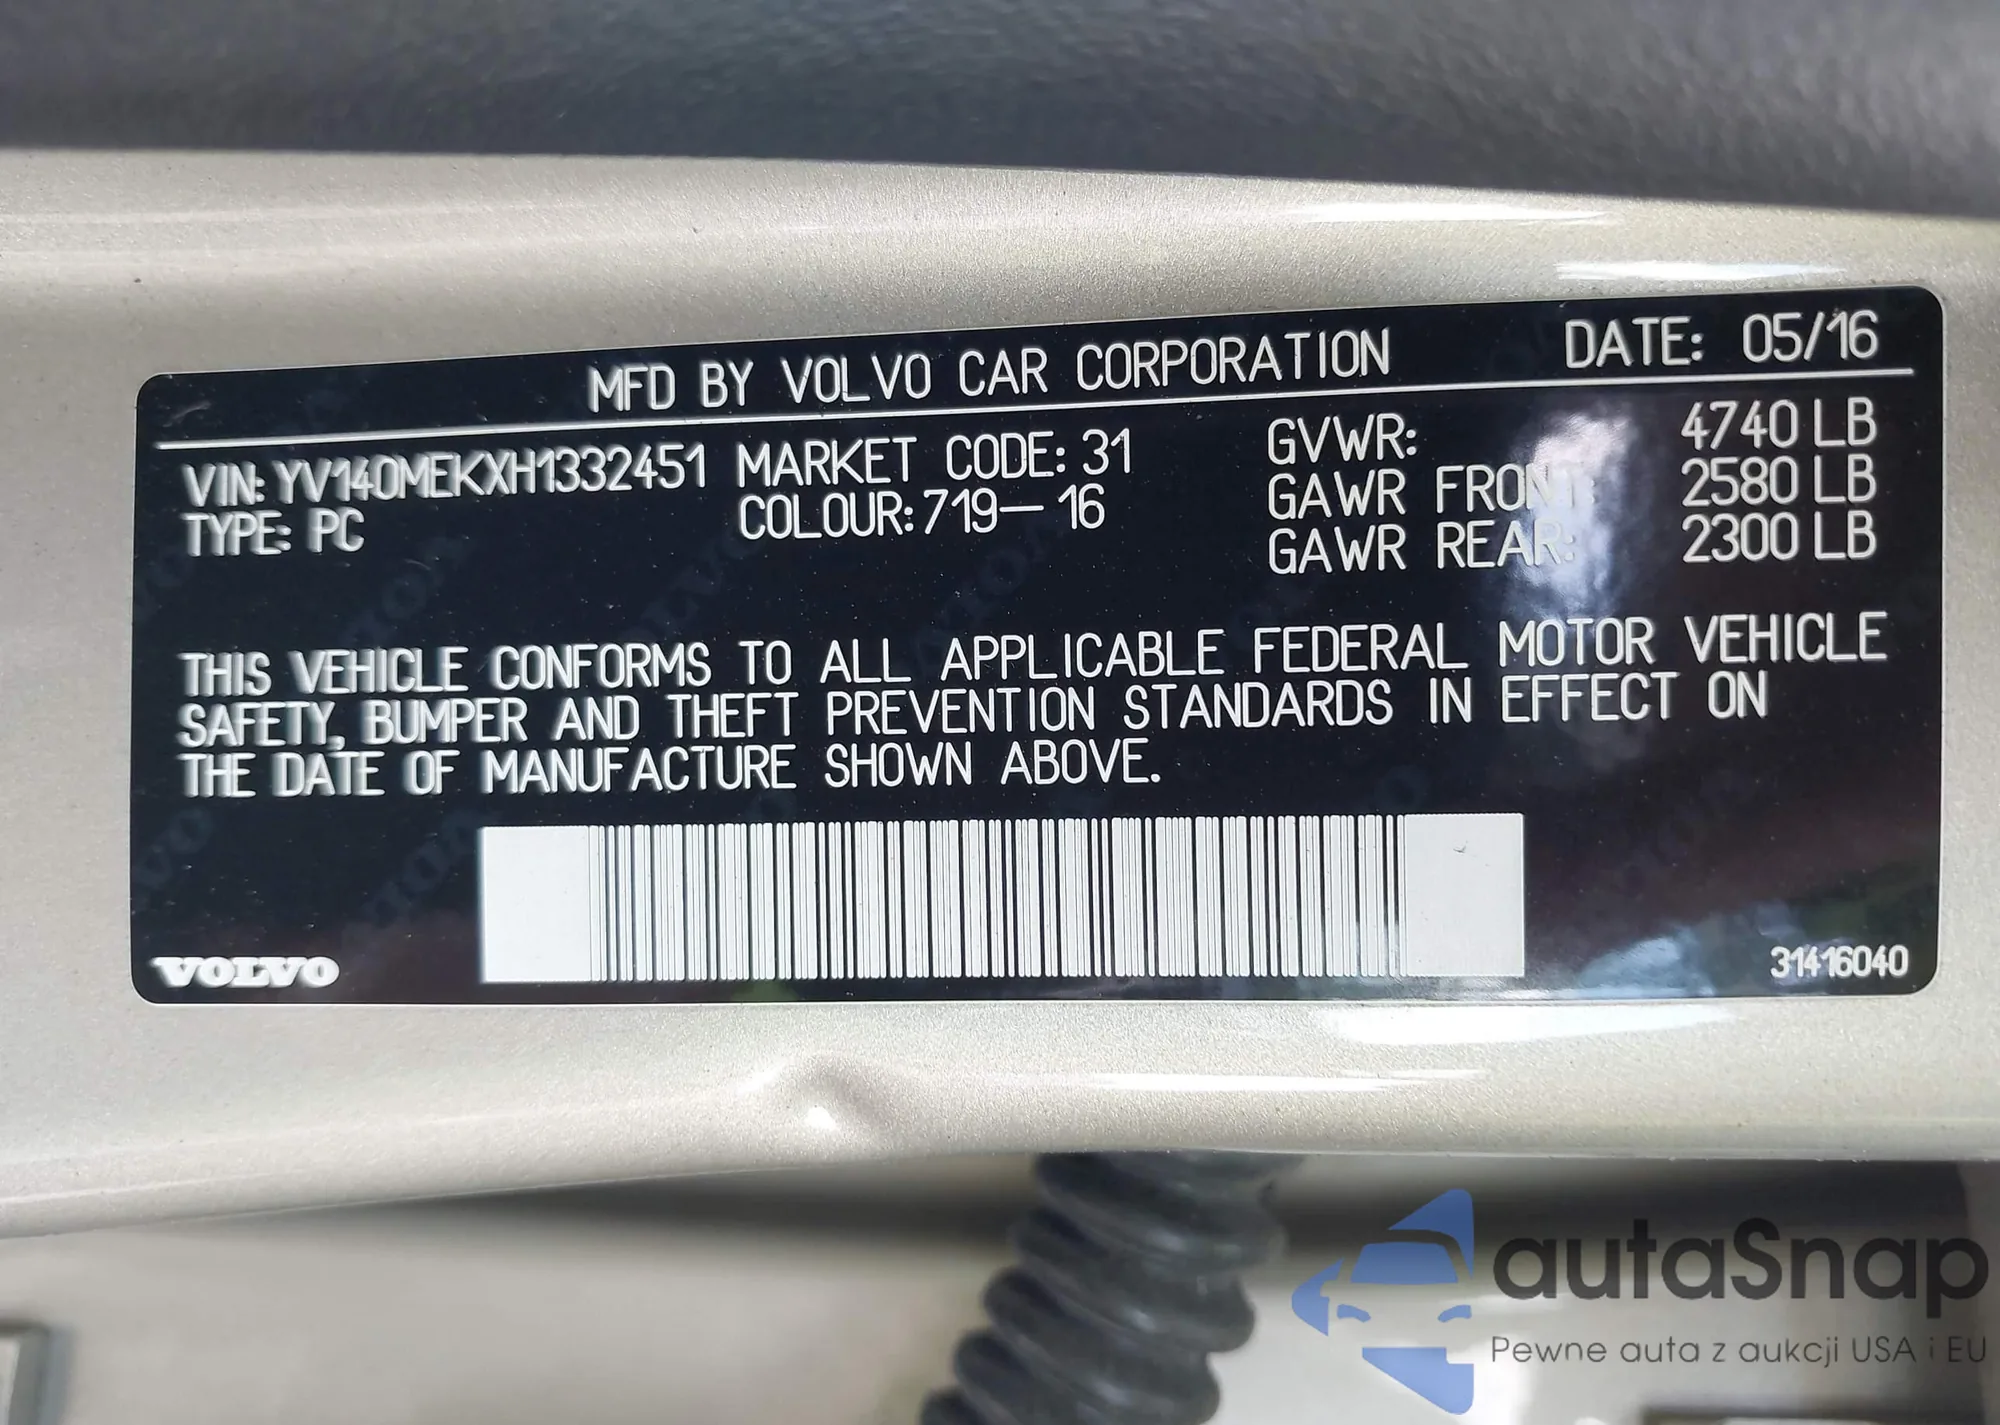 MFD BY VOLVO CAR CORPORATION DATE: 05/16
VIN: YV140MEKXH1332451 MARKET CODE: 31 GVWR: 4740 LB
TYPE: PC COLOUR: 719-16 GAWR FRONT: 2580 LB
GAWR REAR: 2300 LB
THIS VEHICLE CONFORMS TO ALL APPLICABLE FEDERAL MOTOR VEHICLE
SAFETY, BUMPER AND THEFT PREVENTION STANDARDS IN EFFECT ON
THE DATE OF MANUFACTURE SHOWN ABOVE.
VOLVO
31416040
autaSnap
Pewne auta z aukcji USA i EU